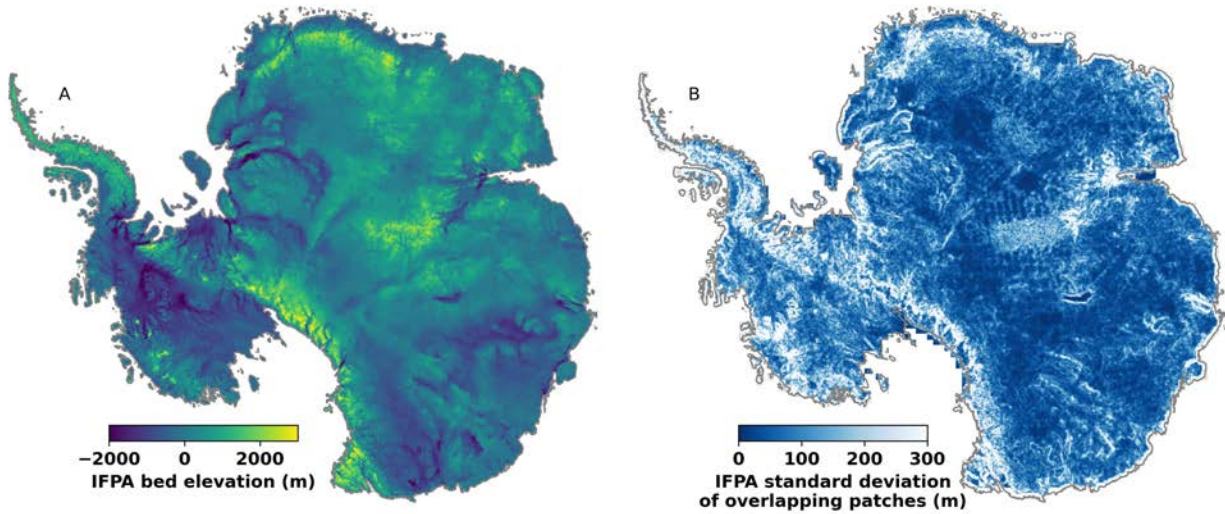 A
B
−2000 0 2000
IFPA bed elevation (m)
0 100 200 300
IFPA standard deviation
of overlapping patches (m)